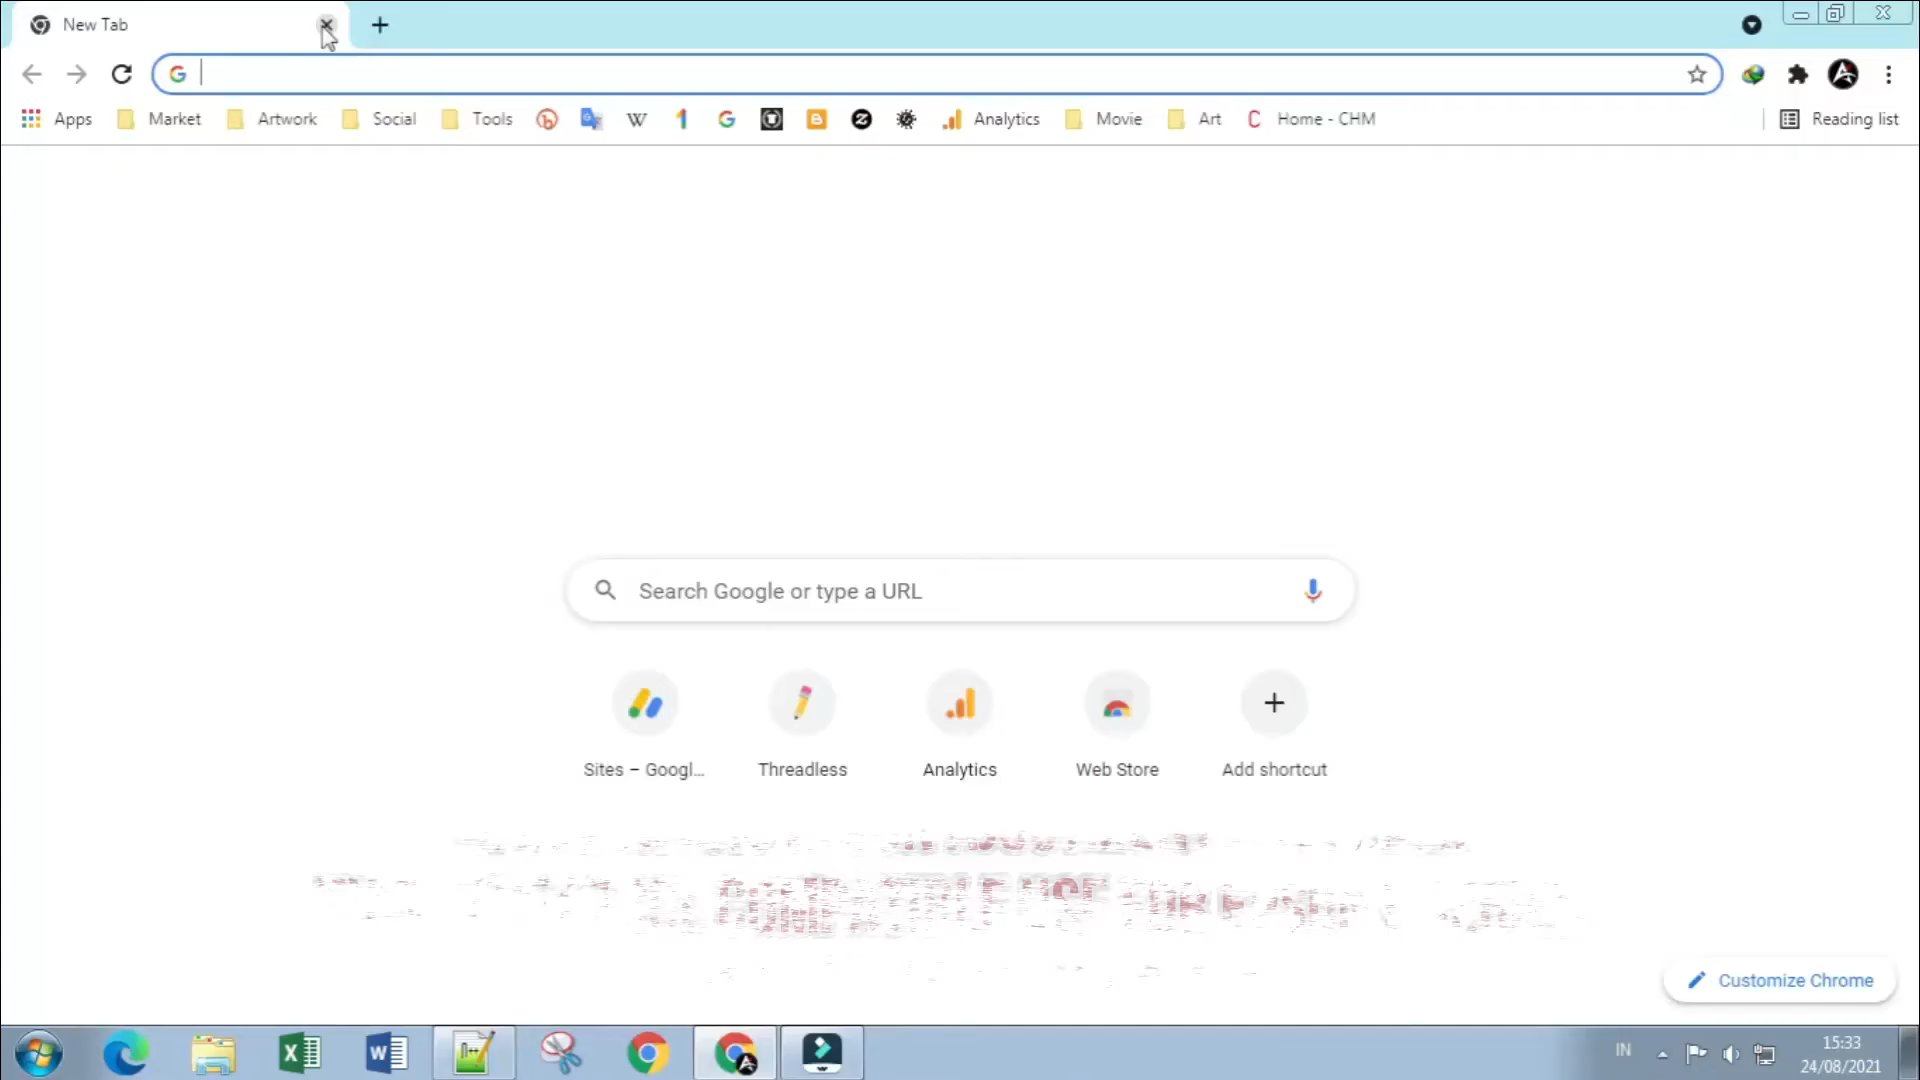 New Tab
Apps Market Artwork Social Tools Analytics Movie Art Home - CHM Reading list
Search Google or type a URL
Sites – Googl... Threadless Analytics Web Store Add shortcut
Customize Chrome
IN 15:33
24/08/2021